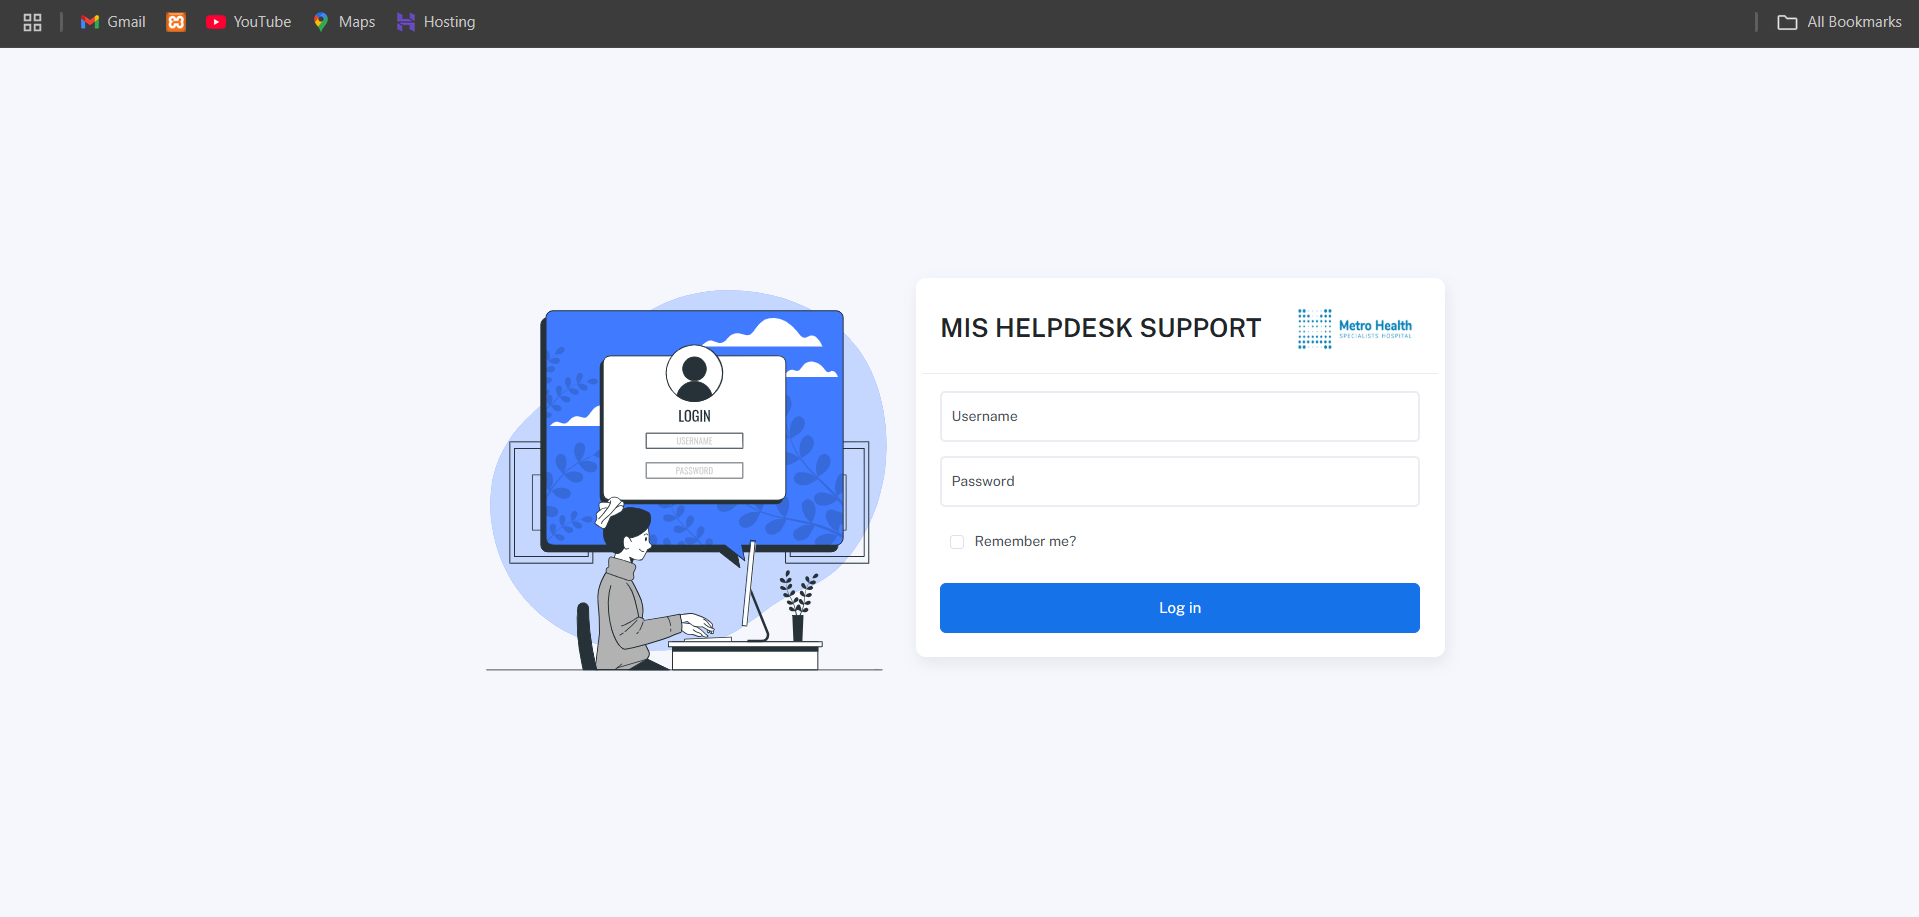 Gmail
YouTube
Maps
Hosting
All Bookmarks
LOGIN
USERNAME
PASSWORD
MIS HELPDESK SUPPORT
Metro Health
SPECIALISTS HOSPITAL
Username
Password
Remember me?
Log in